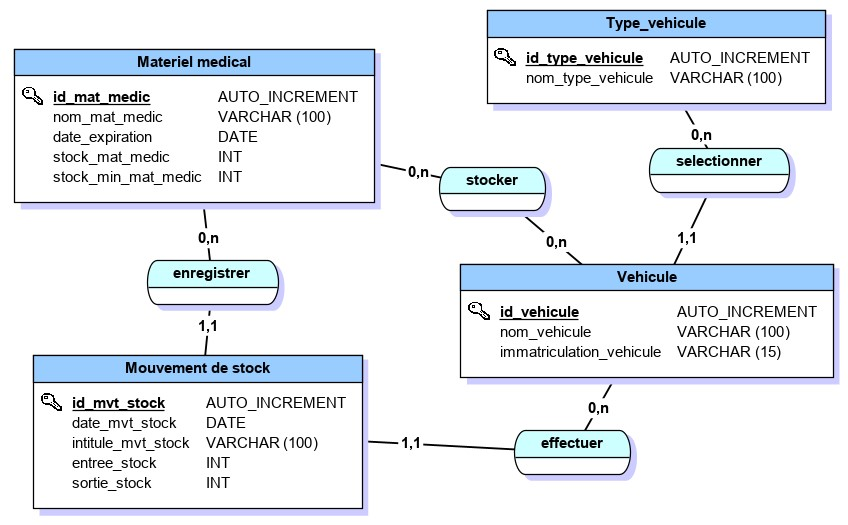 Type_vehicule
id_type_vehicule AUTO_INCREMENT
nom_type_vehicule VARCHAR (100)
Materiel medical
id_mat_medic AUTO_INCREMENT
nom_mat_medic VARCHAR (100)
date_expiration DATE
stock_mat_medic INT
stock_min_mat_medic INT
0,n
selectionner
0,n
stocker
0,n
0,n
1,1
enregistrer
1,1
Vehicule
id_vehicule AUTO_INCREMENT
nom_vehicule VARCHAR (100)
immatriculation_vehicule VARCHAR (15)
Mouvement de stock
id_mvt_stock AUTO_INCREMENT
date_mvt_stock DATE
intitule_mvt_stock VARCHAR (100)
entree_stock INT
sortie_stock INT
0,n
1,1
effectuer